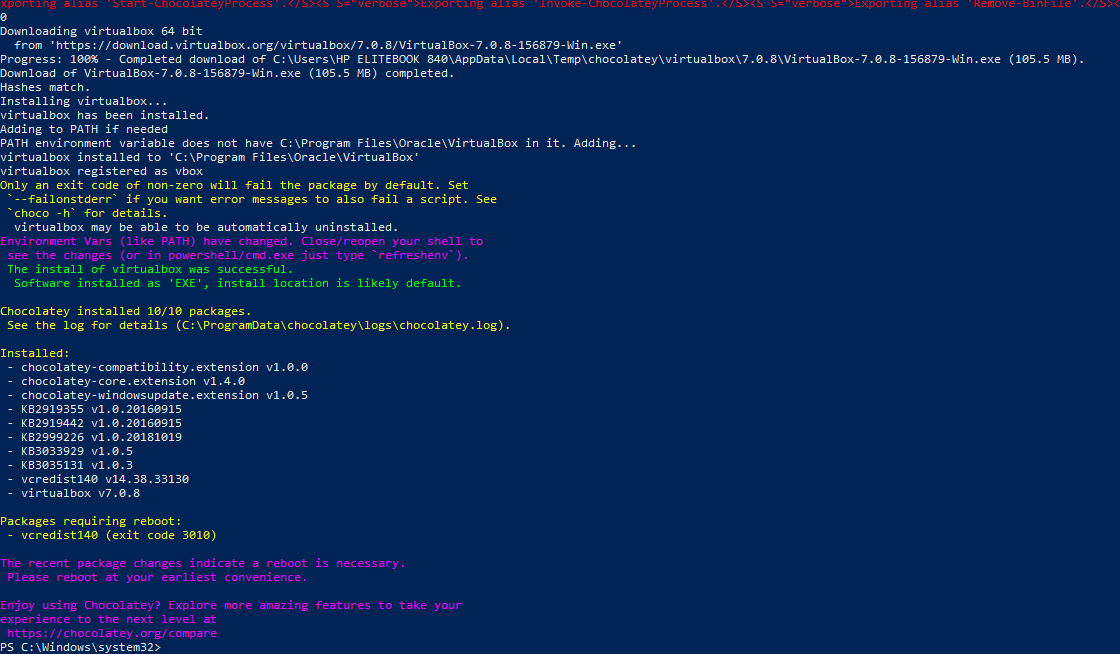 xporting alias 'Start-ChocolateyProcess'.</S><S S="verbose">Exporting alias 'Invoke-ChocolateyProcess'.</S><S S="verbose">Exporting alias 'Remove-BinFile'.</S><S
0
Downloading virtualbox 64 bit
  from 'https://download.virtualbox.org/virtualbox/7.0.8/VirtualBox-7.0.8-156879-Win.exe'
Progress: 100% - Completed download of C:\Users\HP ELITEBOOK 840\AppData\Local\Temp\chocolatey\virtualbox\7.0.8\VirtualBox-7.0.8-156879-Win.exe (105.5 MB).
Download of VirtualBox-7.0.8-156879-Win.exe (105.5 MB) completed.
Hashes match.
Installing virtualbox...
virtualbox has been installed.
Adding to PATH if needed
PATH environment variable does not have C:\Program Files\Oracle\VirtualBox in it. Adding...
virtualbox installed to 'C:\Program Files\Oracle\VirtualBox'
virtualbox registered as vbox
Only an exit code of non-zero will fail the package by default. Set
 `--failonstderr` if you want error messages to also fail a script. See
 `choco -h` for details.
  virtualbox may be able to be automatically uninstalled.
Environment Vars (like PATH) have changed. Close/reopen your shell to
 see the changes (or in powershell/cmd.exe just type `refreshenv`).
 The install of virtualbox was successful.
  Software installed as 'EXE', install location is likely default.
Chocolatey installed 10/10 packages.
 See the log for details (C:\ProgramData\chocolatey\logs\chocolatey.log).
Installed:
 - chocolatey-compatibility.extension v1.0.0
 - chocolatey-core.extension v1.4.0
 - chocolatey-windowsupdate.extension v1.0.5
 - KB2919355 v1.0.20160915
 - KB2919442 v1.0.20160915
 - KB2999226 v1.0.20181019
 - KB3033929 v1.0.5
 - KB3035131 v1.0.3
 - vcredist140 v14.38.33130
 - virtualbox v7.0.8
Packages requiring reboot:
 - vcredist140 (exit code 3010)
The recent package changes indicate a reboot is necessary.
 Please reboot at your earliest convenience.
Enjoy using Chocolatey? Explore more amazing features to take your
experience to the next level at
 https://chocolatey.org/compare
PS C:\Windows\system32>